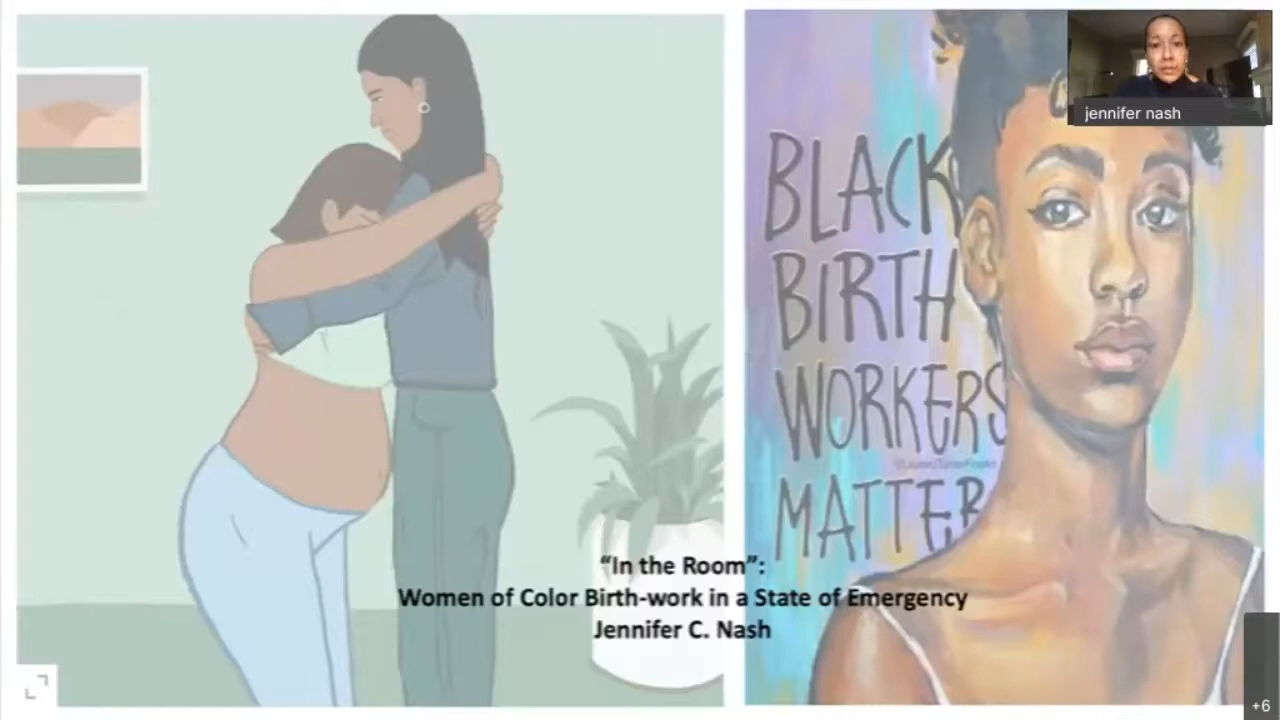 jennifer nash
BLACK
BIRTH
WORKERS
MATTER
“In the Room”:
Women of Color Birth-work in a State of Emergency
Jennifer C. Nash
+6